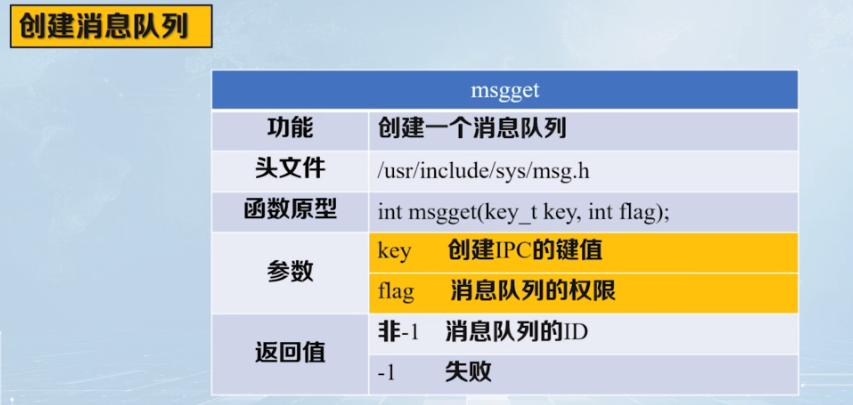 创建消息队列
msgget
功能 创建一个消息队列
头文件 /usr/include/sys/msg.h
函数原型 int msgget(key_t key, int flag);
参数
key 创建IPC的键值
flag 消息队列的权限
返回值
非-1 消息队列的ID
-1 失败